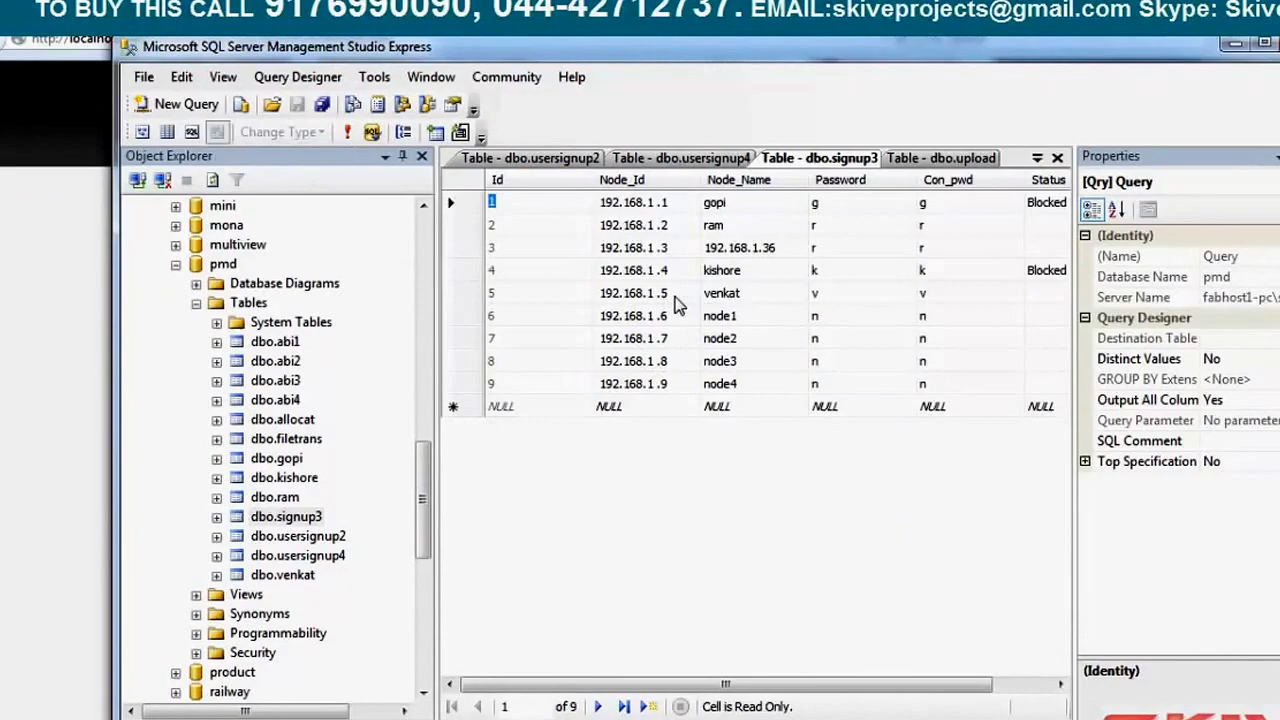 TO BUY THIS CALL 9176990090, 044-42712737. EMAIL:skiveprojects@gmail.com Skype: Skive
http://localho
Microsoft SQL Server Management Studio Express
File Edit View Query Designer Tools Window Community Help
New Query
Change Type
Object Explorer
mini
mona
multiview
pmd
Database Diagrams
Tables
System Tables
dbo.abi1
dbo.abi2
dbo.abi3
dbo.abi4
dbo.allocat
dbo.filetrans
dbo.gopi
dbo.kishore
dbo.ram
dbo.signup3
dbo.usersignup2
dbo.usersignup4
dbo.venkat
Views
Synonyms
Programmability
Security
product
railway
Table - dbo.usersignup2 Table - dbo.usersignup4 Table - dbo.signup3 Table - dbo.upload
Id Node_Id Node_Name Password Con_pwd Status
1 192.168.1.1 gopi g g Blocked
2 192.168.1.2 ram r r
3 192.168.1.3 192.168.1.36 r r
4 192.168.1.4 kishore k k Blocked
5 192.168.1.5 venkat v v
6 192.168.1.6 node1 n n
7 192.168.1.7 node2 n n
8 192.168.1.8 node3 n n
9 192.168.1.9 node4 n n
NULL NULL NULL NULL NULL NULL
1 of 9 Cell is Read Only.
Properties
[Qry] Query
(Identity)
(Name) Query
Database Name pmd
Server Name fabhost1-pc\s
Query Designer
Destination Table
Distinct Values No
GROUP BY Extens <None>
Output All Colum Yes
Query Parameter No paramete
SQL Comment
Top Specification No
(Identity)